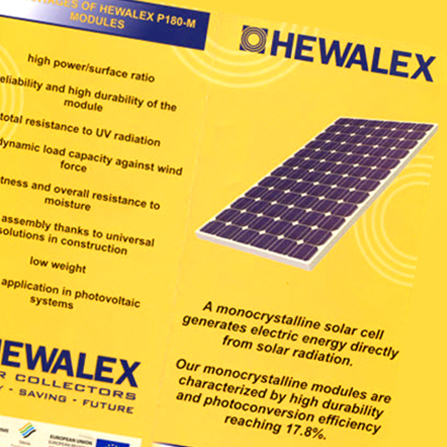 OF HEWALEX P180-M
MODULES
high power/surface ratio
and high durability of the
module
total resistance to UV radiation
dynamic load capacity against wind
force
and overall resistance to
moisture
assembly thanks to universal
solutions in construction
low weight
application in photovoltaic
systems
HEWALEX
COLLECTORS
- SAVING - FUTURE
EUROPEAN UNION
HEWALEX
A monocrystalline solar cell
generates electric energy directly
from solar radiation.
Our monocrystalline modules are
characterized by high durability
and photoconversion efficiency
reaching 17.8%.